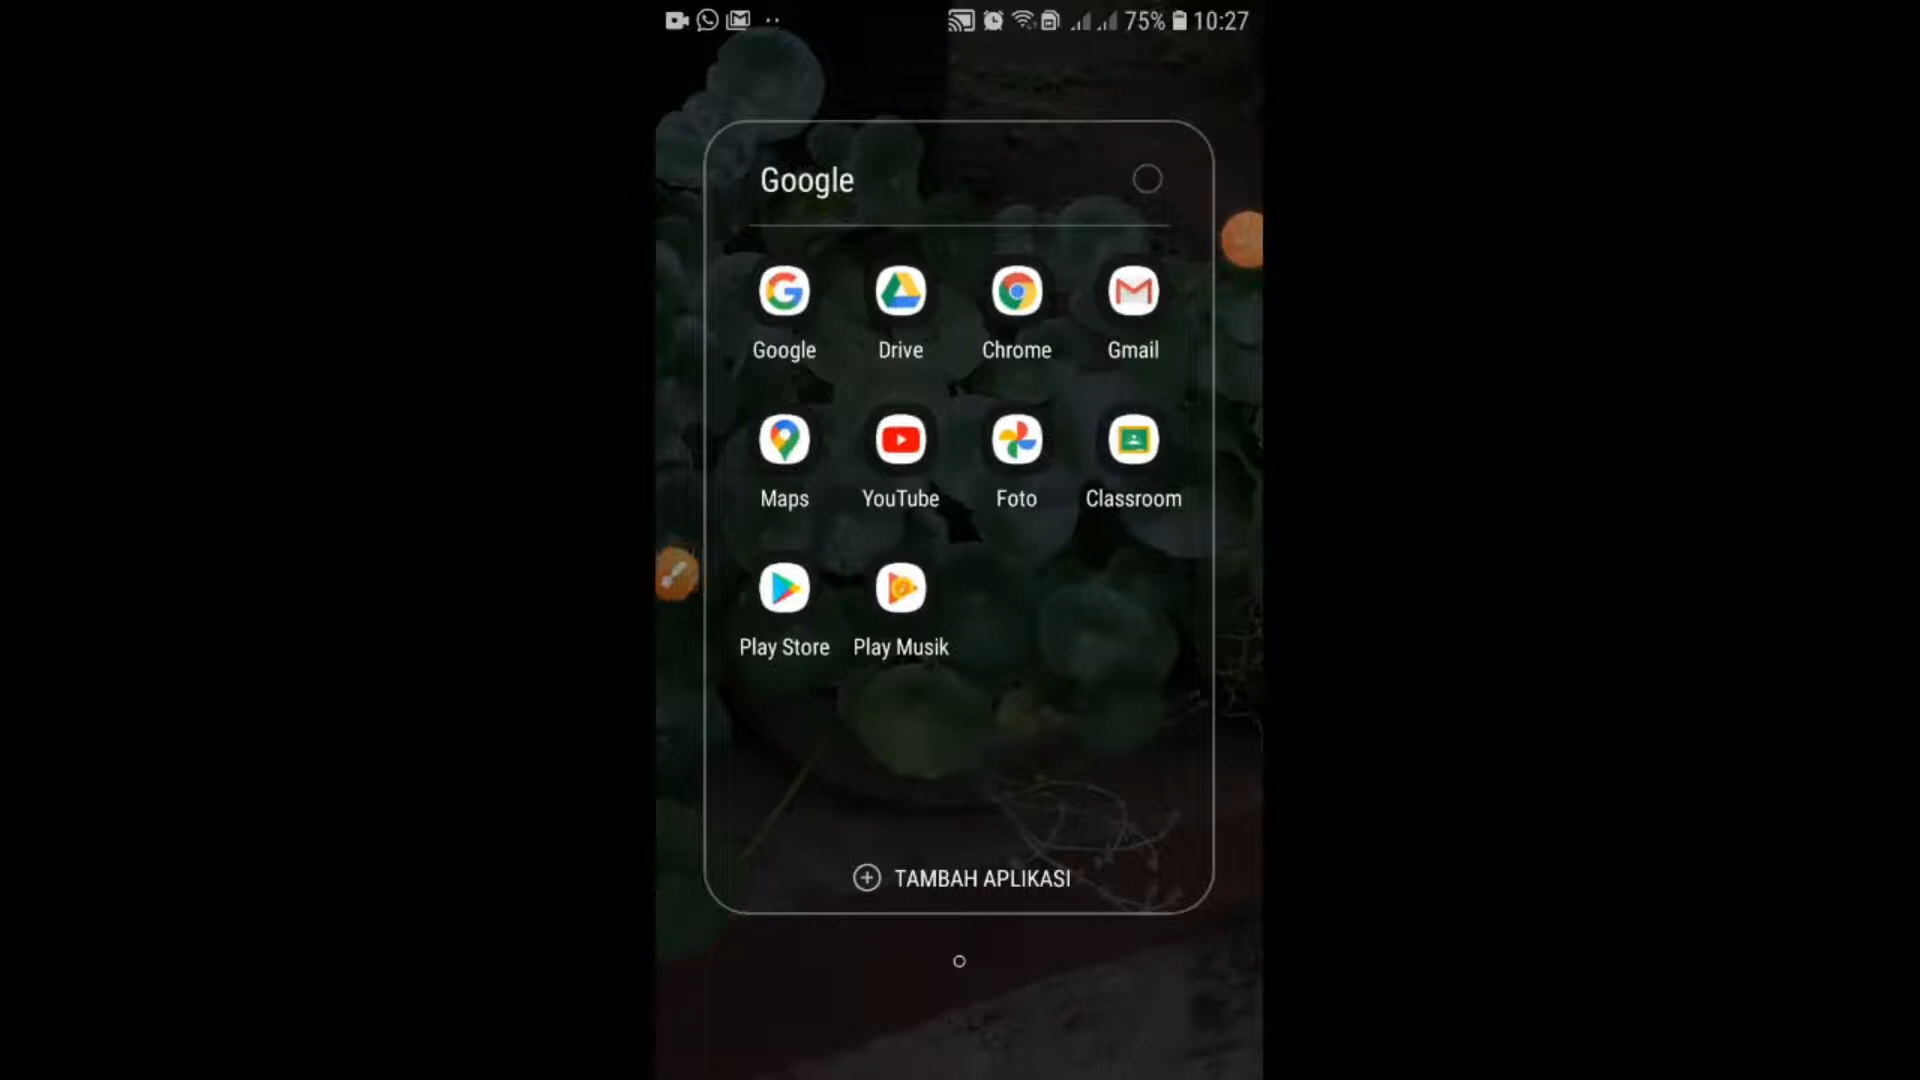 75% 10:27
Google
Google Drive Chrome Gmail
Maps YouTube Foto Classroom
Play Store Play Musik
TAMBAH APLIKASI